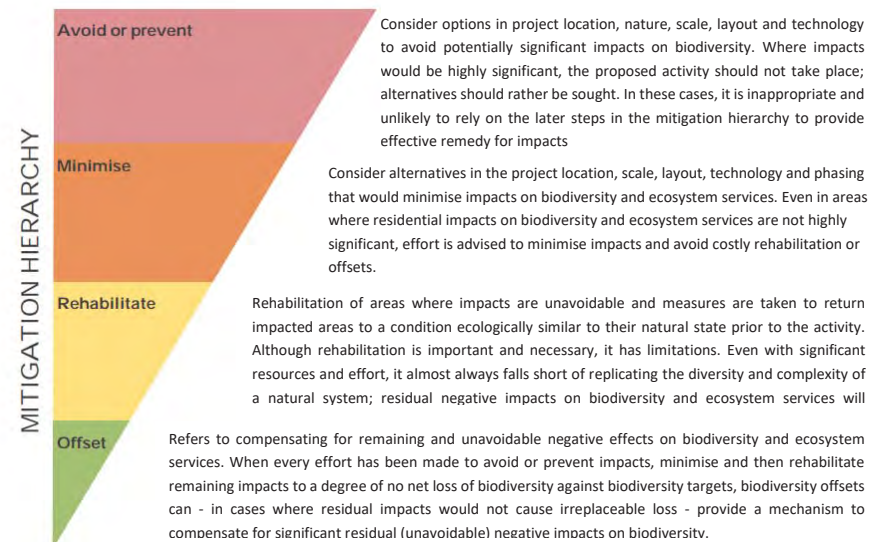 MITIGATION HIERARCHY
Avoid or prevent
Consider options in project location, nature, scale, layout and technology
to avoid potentially significant impacts on biodiversity. Where impacts
would be highly significant, the proposed activity should not take place;
alternatives should rather be sought. In these cases, it is inappropriate and
unlikely to rely on the later steps in the mitigation hierarchy to provide
effective remedy for impacts
Minimise
Consider alternatives in the project location, scale, layout, technology and phasing
that would minimise impacts on biodiversity and ecosystem services. Even in areas
where residential impacts on biodiversity and ecosystem services are not highly
significant, effort is advised to minimise impacts and avoid costly rehabilitation or
offsets.
Rehabilitate
Rehabilitation of areas where impacts are unavoidable and measures are taken to return
impacted areas to a condition ecologically similar to their natural state prior to the activity.
Although rehabilitation is important and necessary, it has limitations. Even with significant
resources and effort, it almost always falls short of replicating the diversity and complexity of
a natural system; residual negative impacts on biodiversity and ecosystem services will
Offset
Refers to compensating for remaining and unavoidable negative effects on biodiversity and ecosystem
services. When every effort has been made to avoid or prevent impacts, minimise and then rehabilitate
remaining impacts to a degree of no net loss of biodiversity against biodiversity targets, biodiversity offsets
can - in cases where residual impacts would not cause irreplaceable loss - provide a mechanism to
compensate for significant residual (unavoidable) negative impacts on biodiversity.